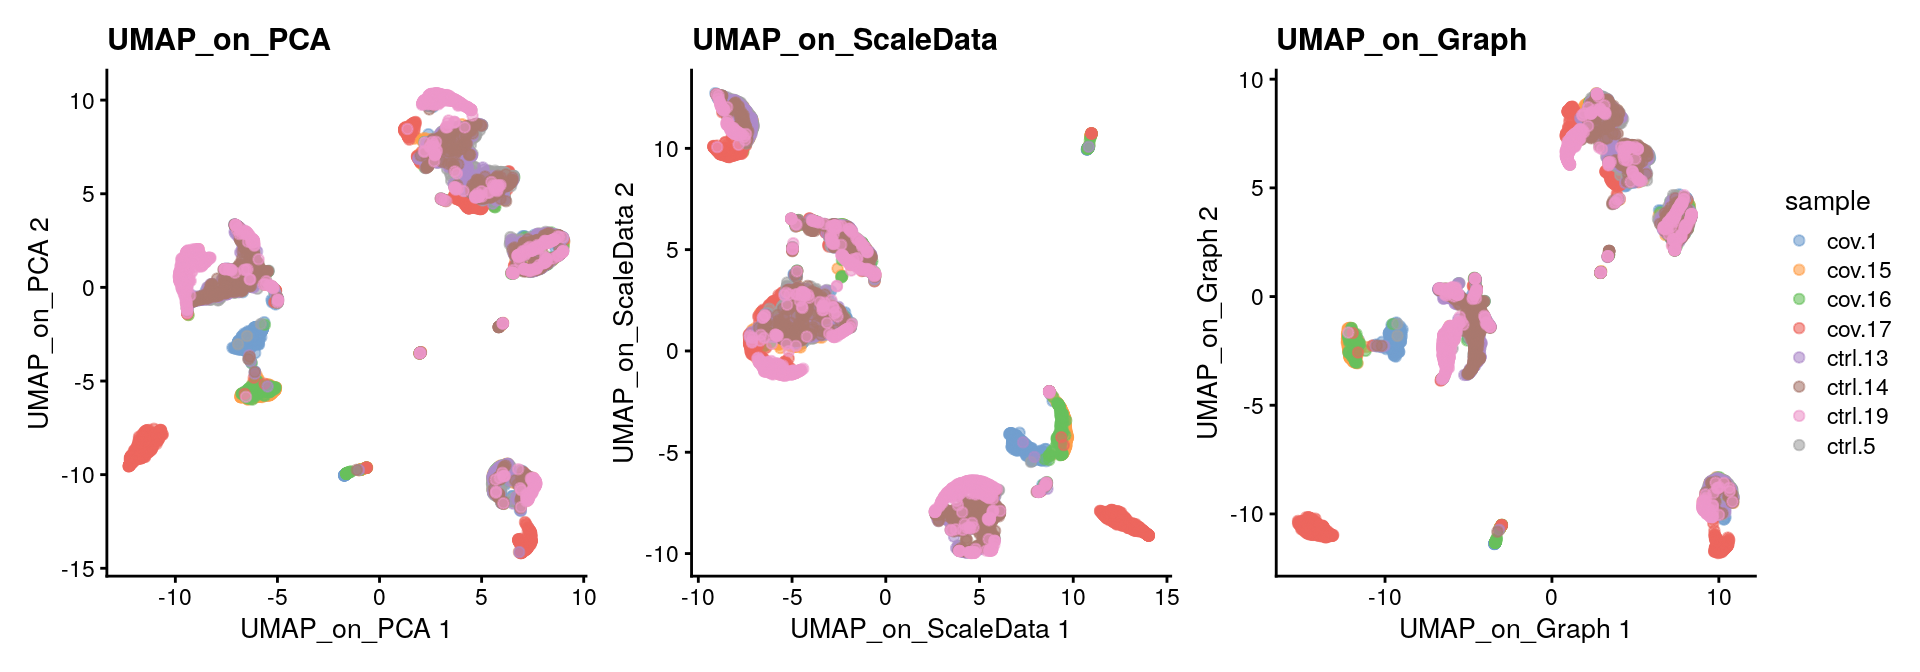 UMAP_on_PCA
10
5
0
-5
-10
-15
-10
-5
0
5
10
UMAP_on_PCA 2
UMAP_on_PCA 1
UMAP_on_ScaleData
10
5
0
-5
-10
-10
-5
0
5
10
15
UMAP_on_ScaleData 2
UMAP_on_ScaleData 1
UMAP_on_Graph
10
5
0
-5
-10
-10
0
10
UMAP_on_Graph 2
UMAP_on_Graph 1
sample
cov.1
cov.15
cov.16
cov.17
ctrl.13
ctrl.14
ctrl.19
ctrl.5